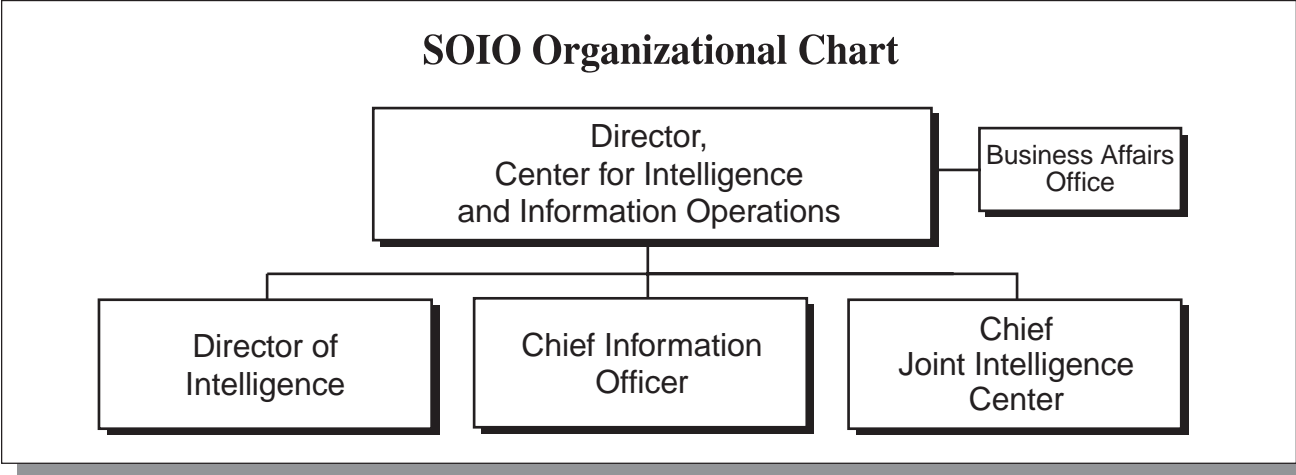 SOIO Organizational Chart
Director,
Center for Intelligence
and Information Operations
Business Affairs
Office
Director of
Intelligence
Chief Information
Officer
Chief
Joint Intelligence
Center